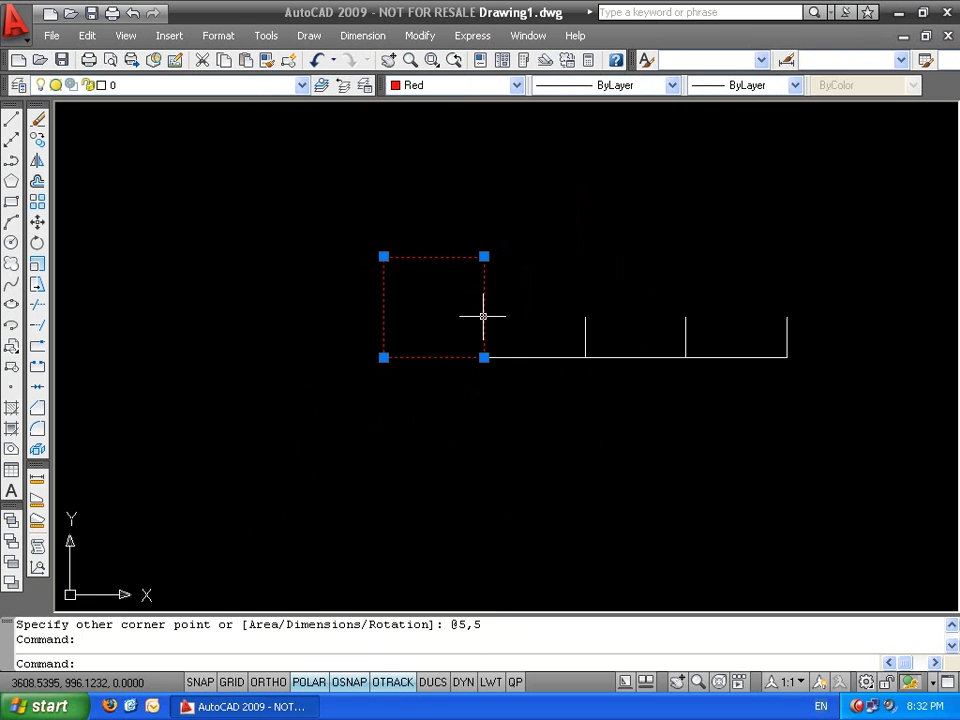 AutoCAD 2009 - NOT FOR RESALE Drawing1.dwg
Type a keyword or phrase
File Edit View Insert Format Tools Draw Dimension Modify Express Window Help
0 Red ByLayer ByLayer ByColor
A
Y
X
Specify other corner point or [Area/Dimensions/Rotation]: @5,5
Command:
Command:
3608.5395, 996.1232, 0.0000 SNAP GRID ORTHO POLAR OSNAP OTRACK DUCS DYN LWT QP 1:1
start AutoCAD 2009 - NOT... EN 8:32 PM